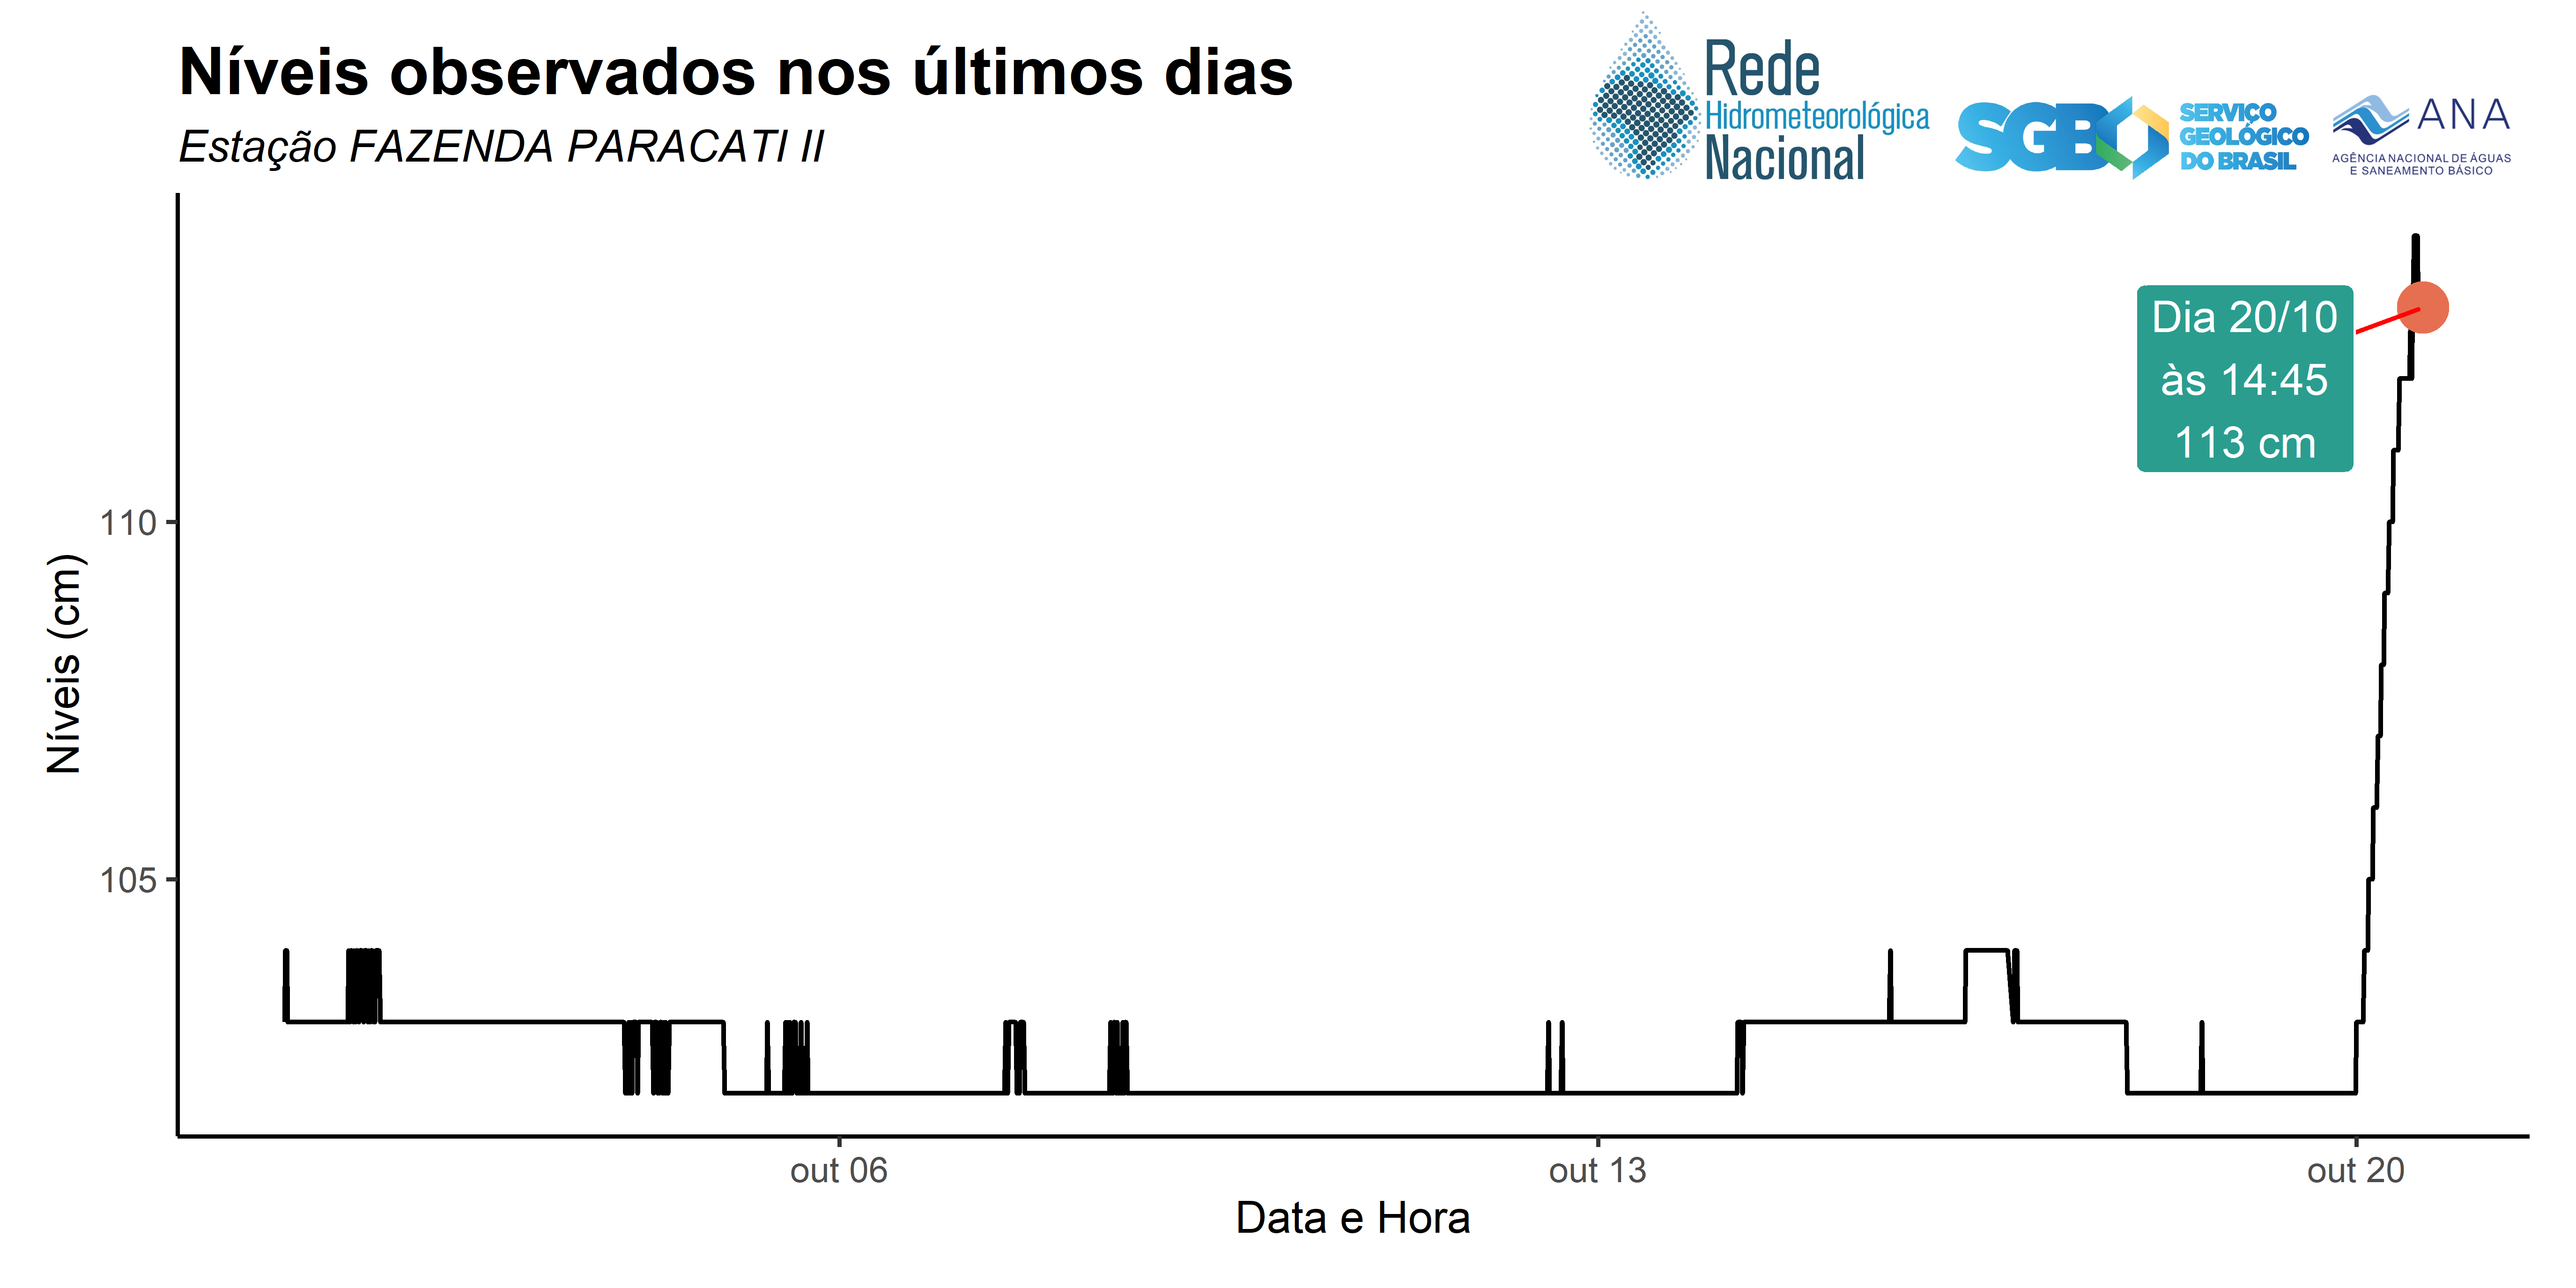 Níveis observados nos últimos dias
Estação FAZENDA PARACATI II
Rede
Hidrometeorológica
Nacional
SGB
SERVIÇO
GEOLÓGICO
DO BRASIL
ANA
AGÊNCIA NACIONAL DE ÁGUAS
E SANEAMENTO BÁSICO
Dia 20/10
às 14:45
113 cm
110
105
Níveis (cm)
out 06
out 13
out 20
Data e Hora